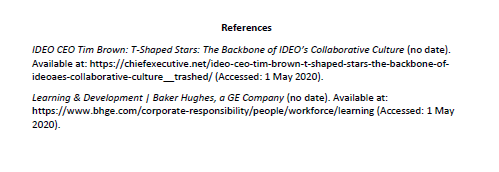 References
IDEO CEO Tim Brown: T-Shaped Stars: The Backbone of IDEO's Collaborative Culture (no date).
Available at: https://chiefexecutive.net/ideo-ceo-tim-brown-t-shaped-stars-the-backbone-of-
ideoaes-collaborative-culture__trashed/ (Accessed: 1 May 2020).
Learning & Development | Baker Hughes, a GE Company (no date). Available at:
https://www.bhge.com/corporate-responsibility/people/workforce/learning (Accessed: 1 May
2020).